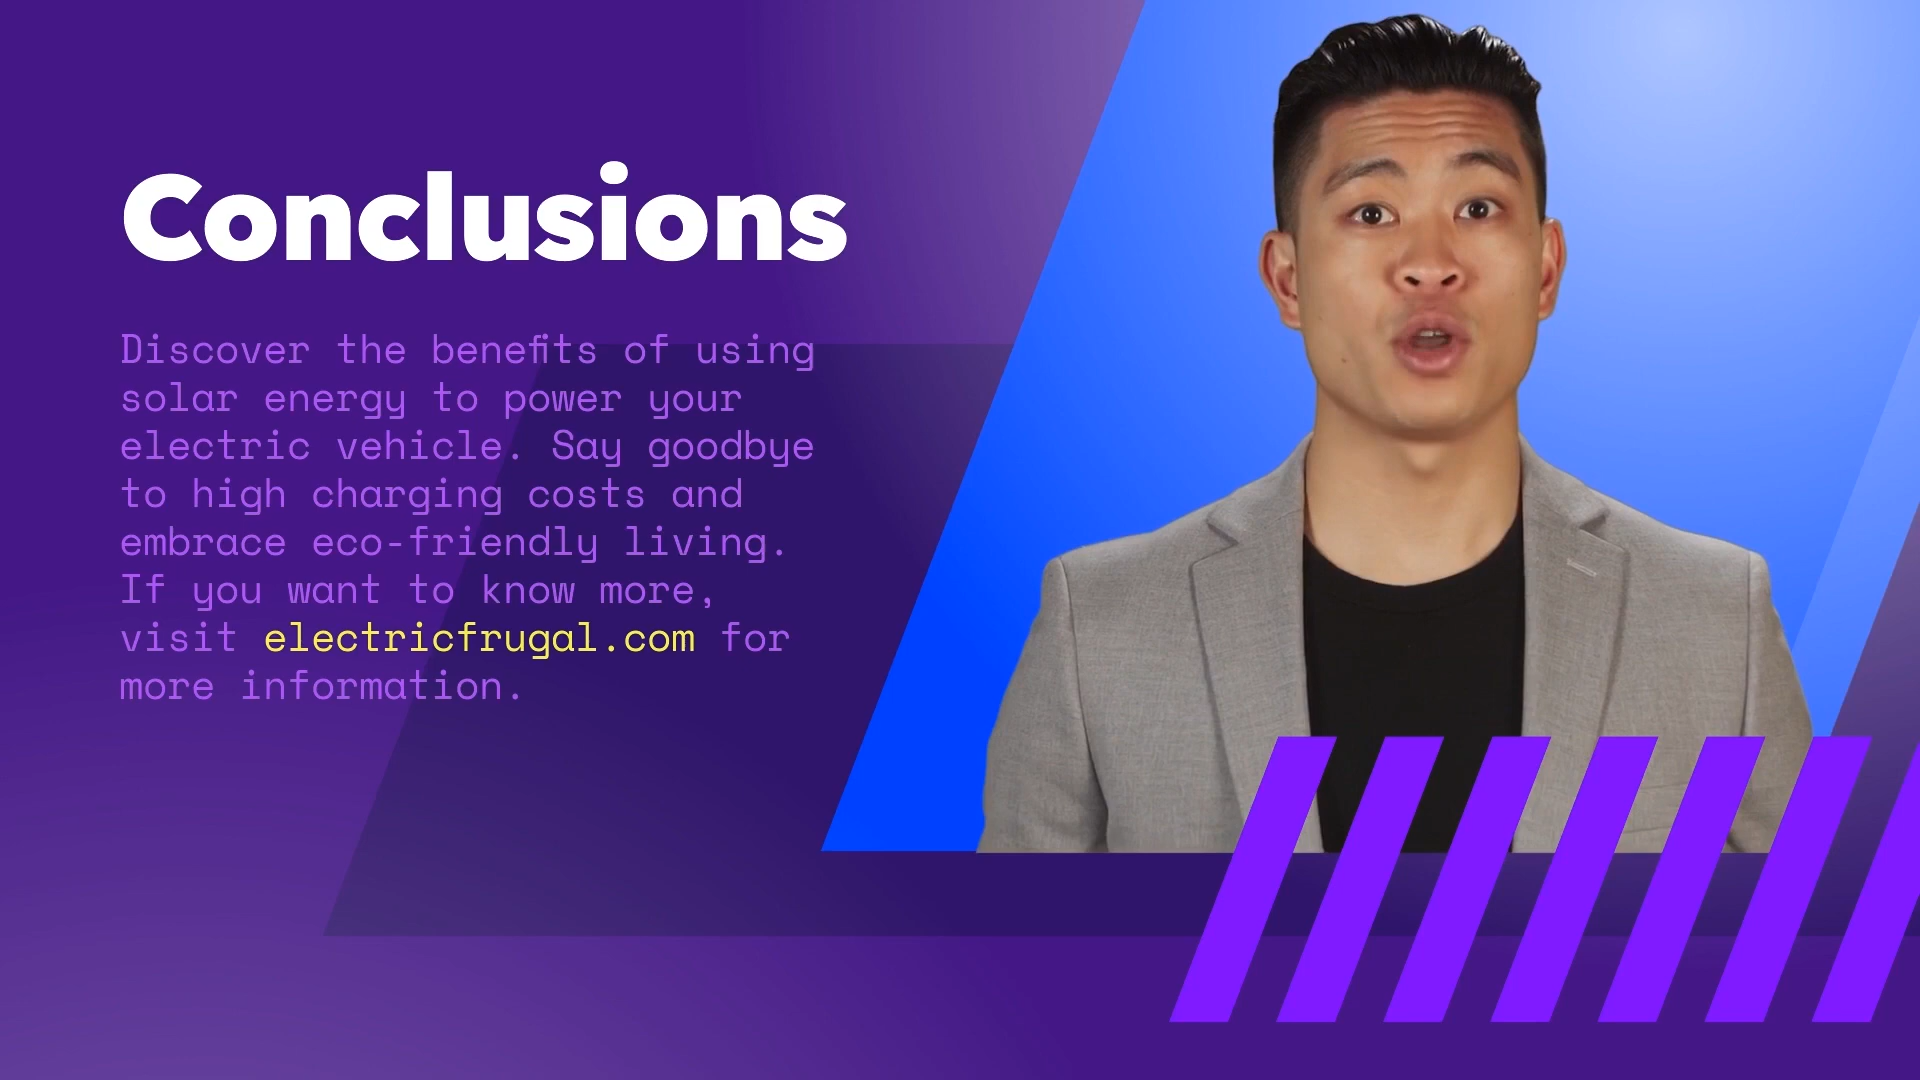 Conclusions
Discover the benefits of using
solar energy to power your
electric vehicle. Say goodbye
to high charging costs and
embrace eco-friendly living.
If you want to know more,
visit electricfrugal.com for
more information.